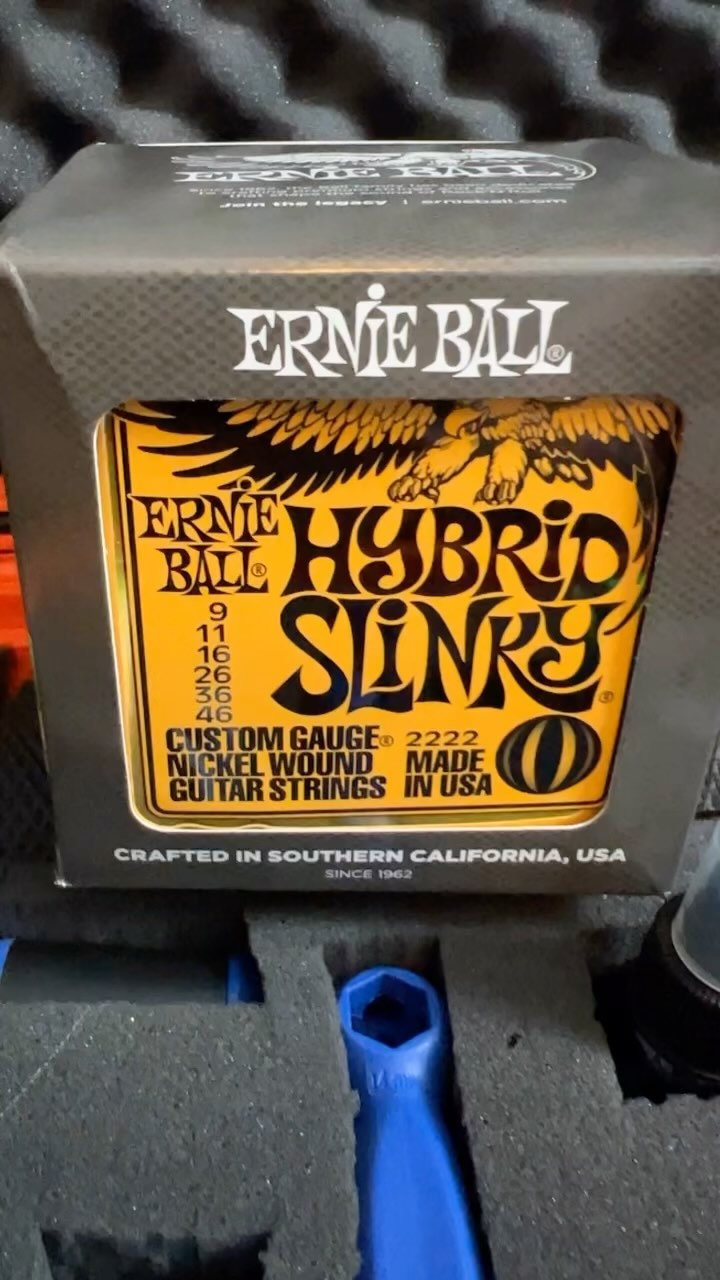 ERNIE BALL
Join the legacy | ernieball.com
ERNIE BALL®
ERNIE
BALL®
HYBRID
SLINKY®
9
11
16
26
36
46
CUSTOM GAUGE®
NICKEL WOUND
GUITAR STRINGS
2222
MADE
IN USA
CRAFTED IN SOUTHERN CALIFORNIA, USA
SINCE 1962